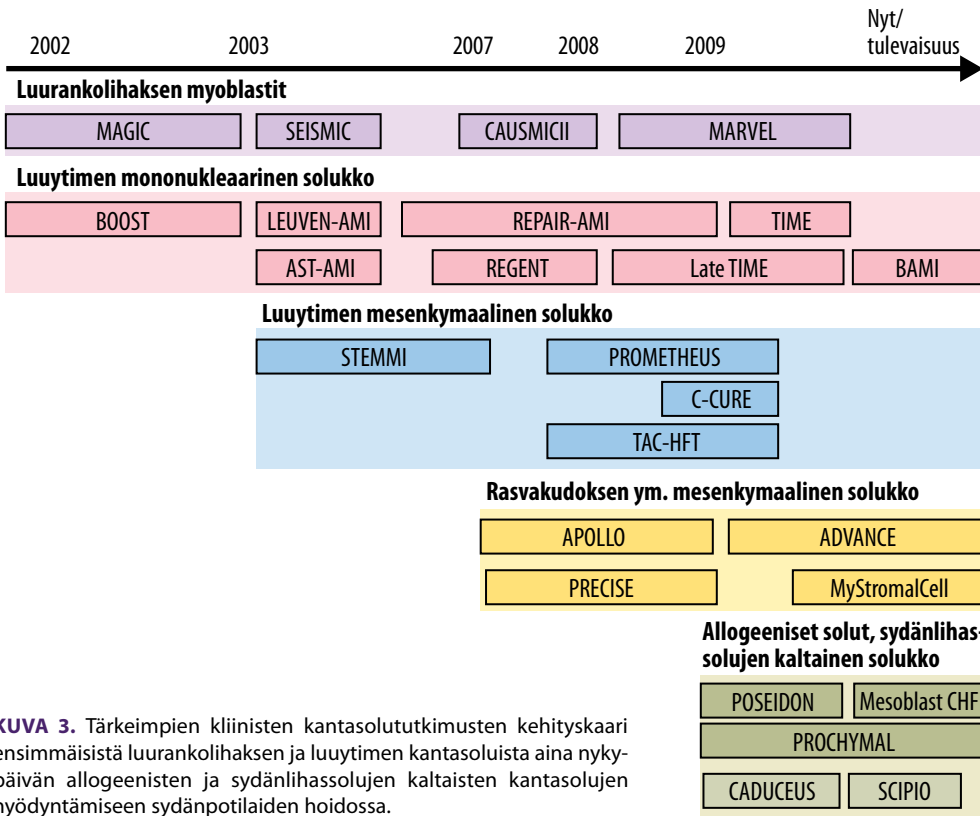 Nyt/
2002 2003 2007 2008 2009 tulevaisuus
Luurankolihaksen myoblastit
MAGIC SEISMIC CAUSMICII MARVEL
Luuytimen mononukleaarinen solukko
BOOST LEUVEN-AMI REPAIR-AMI TIME
AST-AMI REGENT Late TIME BAMI
Luuytimen mesenkymaalinen solukko
STEMMI PROMETHEUS
C-CURE
TAC-HFT
Rasvakudoksen ym. mesenkymaalinen solukko
APOLLO ADVANCE
PRECISE MyStromalCell
Allogeeniset solut, sydänlihas-
solujen kaltainen solukko
POSEIDON Mesoblast CHF
PROCHYMAL
CADUCEUS SCIPIO
KUVA 3. Tärkeimpien kliinisten kantasolututkimusten kehityskaari
ensimmäisistä luurankolihaksen ja luuytimen kantasoluista aina nyky-
päivän allogeenisten ja sydänlihassolujen kaltaisten kantasolujen
hyödyntämiseen sydänpotilaiden hoidossa.